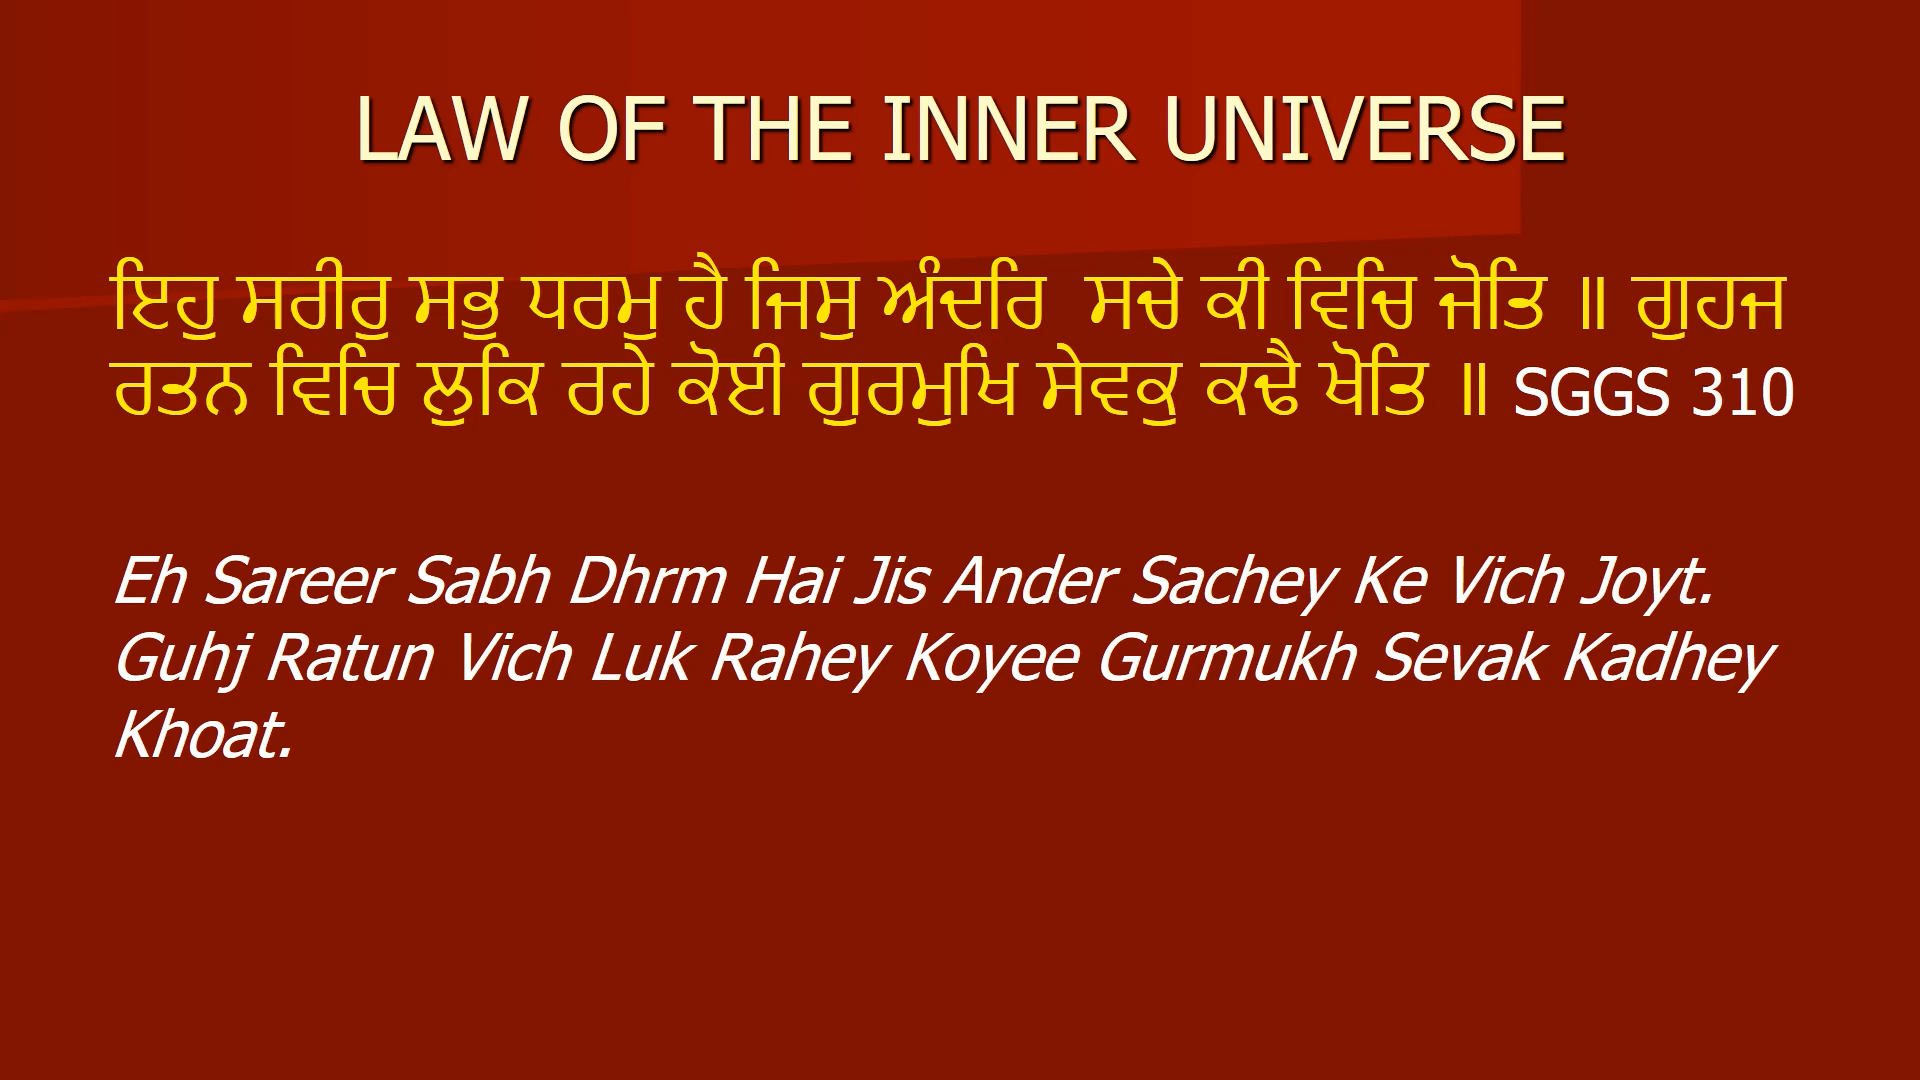 LAW OF THE INNER UNIVERSE
ਇਹੁ ਸਰੀਰੁ ਸਭੁ ਧਰਮੁ ਹੈ ਜਿਸੁ ਅੰਦਰਿ ਸਚੇ ਕੀ ਵਿਚਿ ਜੋਤਿ ॥ ਗੁਹਜ
ਰਤਨ ਵਿਚਿ ਲੁਕਿ ਰਹੇ ਕੋਈ ਗੁਰਮੁਖਿ ਸੇਵਕੁ ਕਢੈ ਖੋਤਿ ॥ SGGS 310
Eh Sareer Sabh Dhrm Hai Jis Ander Sachey Ke Vich Joyt.
Guhj Ratun Vich Luk Rahey Koyee Gurmukh Sevak Kadhey
Khoat.